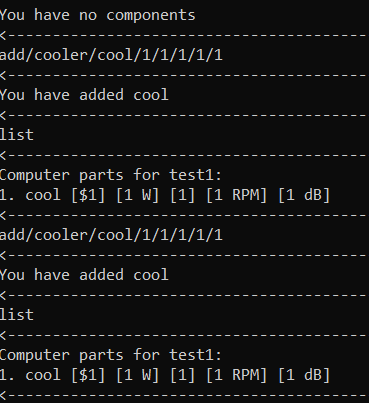 You have no components
<----------------------------------------
add/cooler/cool/1/1/1/1/1
<----------------------------------------
You have added cool
<----------------------------------------
list
<----------------------------------------
Computer parts for test1:
1. cool [$1] [1 W] [1] [1 RPM] [1 dB]
<----------------------------------------
add/cooler/cool/1/1/1/1/1
<----------------------------------------
You have added cool
<----------------------------------------
list
<----------------------------------------
Computer parts for test1:
1. cool [$1] [1 W] [1] [1 RPM] [1 dB]
<----------------------------------------